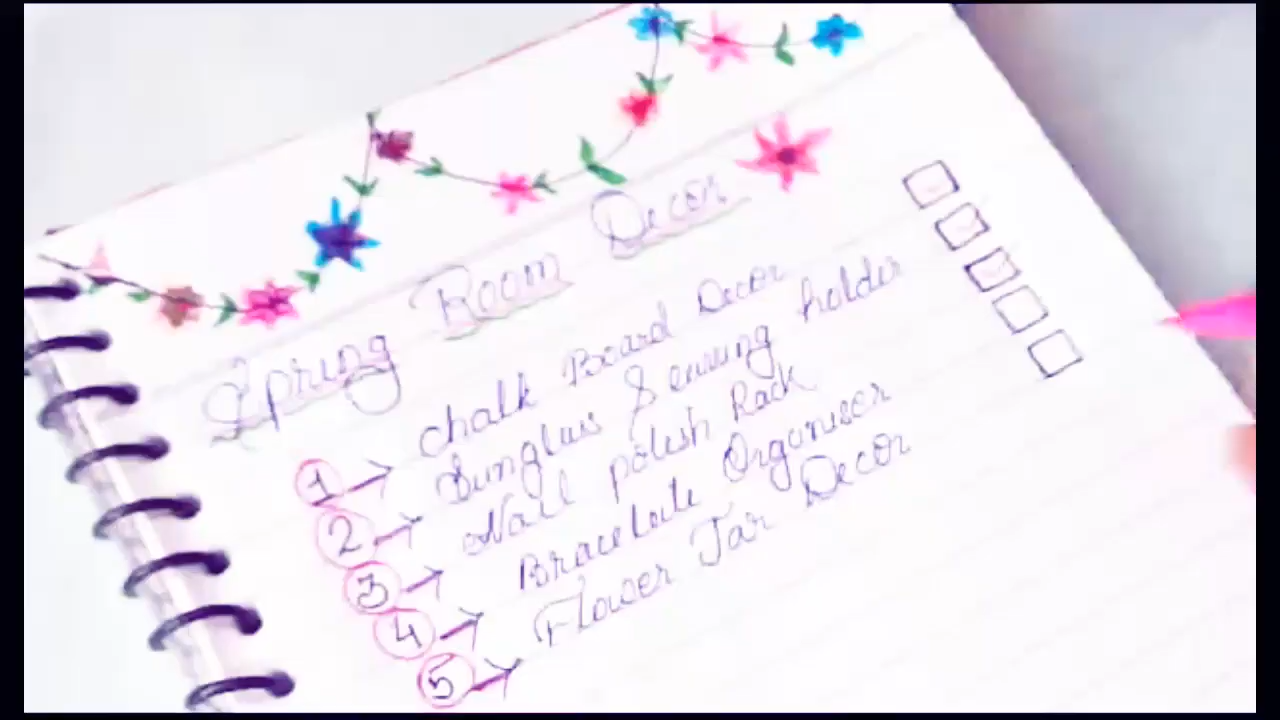 Spring Room Decor
1 → Chalk Board Decor
2 → Sunglass & Earring holder
3 → Nail polish Rack
4 → Bracelate Organiser
5 → Flower Jar Decor